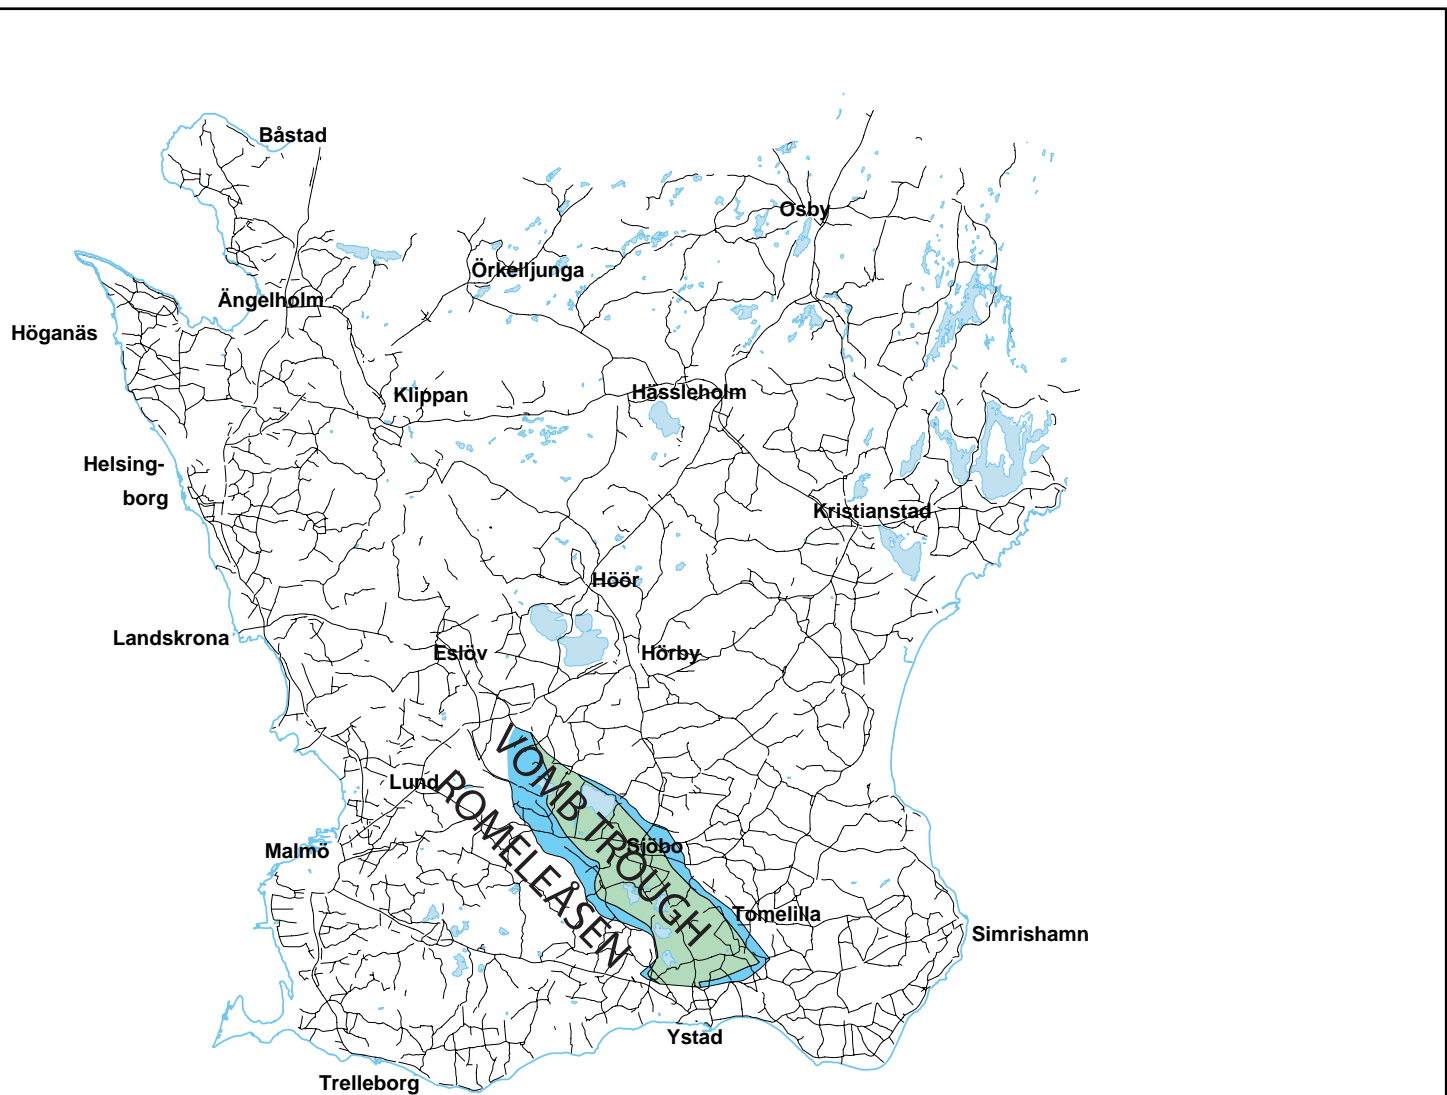 Båstad
Osby
Örkelljunga
Ängelholm
Höganäs
Klippan
Hässleholm
Helsing-
borg
Kristianstad
Höör
Landskrona
Eslöv
Hörby
VOMB TROUGH
Lund
ROMELEÅSEN
Sjöbo
Malmö
Tomelilla
Simrishamn
Ystad
Trelleborg